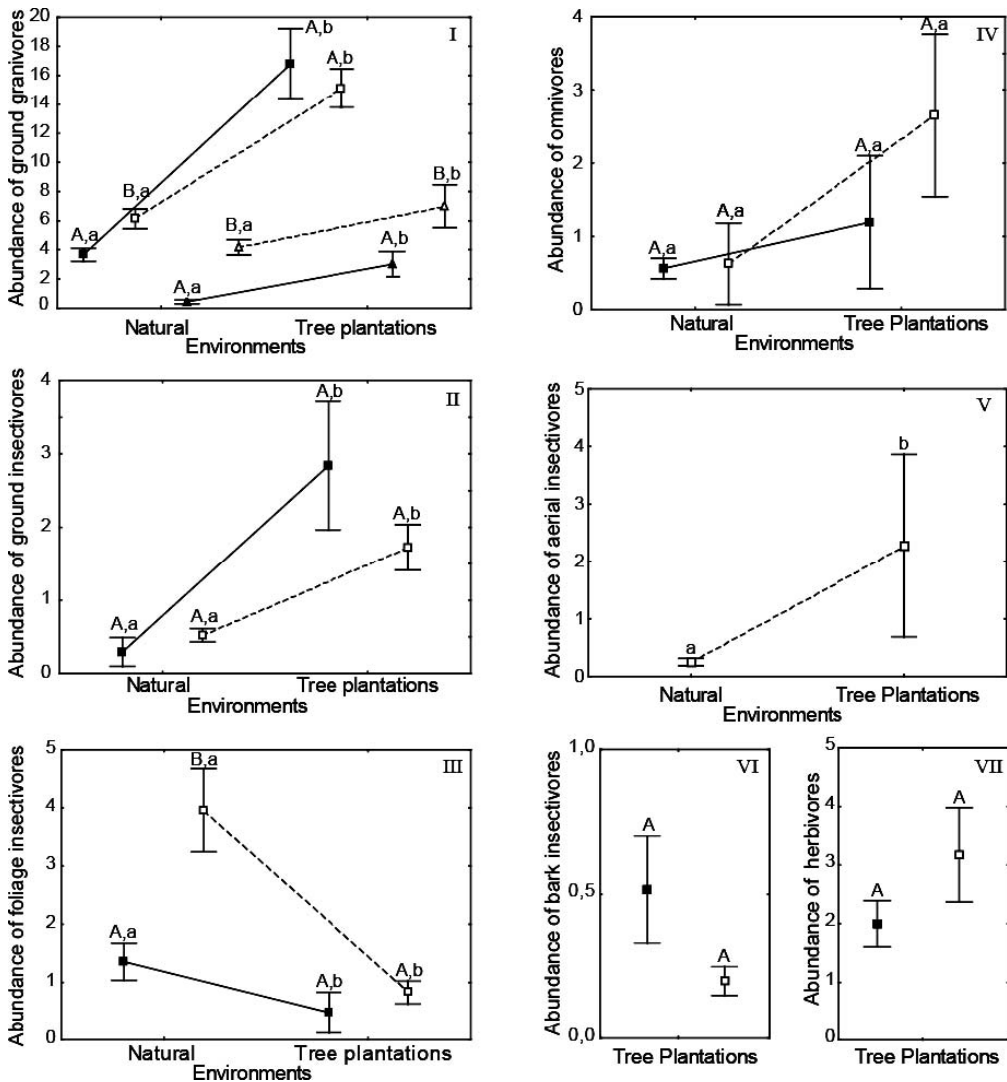 I
Abundance of ground granivores
20
18
16
14
12
10
8
6
4
2
0
A,a
B,a
A,b
A,b
A,a
B,a
A,b
B,b
Natural
Tree plantations
Environments
II
Abundance of ground insectivores
4
3
2
1
0
A,a
A,a
A,b
A,b
Natural
Tree plantations
Environments
III
Abundance of foliage insectivores
5
4
3
2
1
0
A,a
B,a
A,b
A,b
Natural
Tree plantations
Environments
IV
Abundance of omnivores
4
3
2
1
0
A,a
A,a
A,a
A,a
Natural
Tree Plantations
Environments
V
Abundance of aerial insectivores
5
4
3
2
1
0
a
b
Natural
Tree Plantations
Environments
VI
Abundance of bark insectivores
1,0
0,5
0,0
A
A
Tree Plantations
VII
Abundance of herbivores
5
4
3
2
1
0
A
A
Tree Plantations